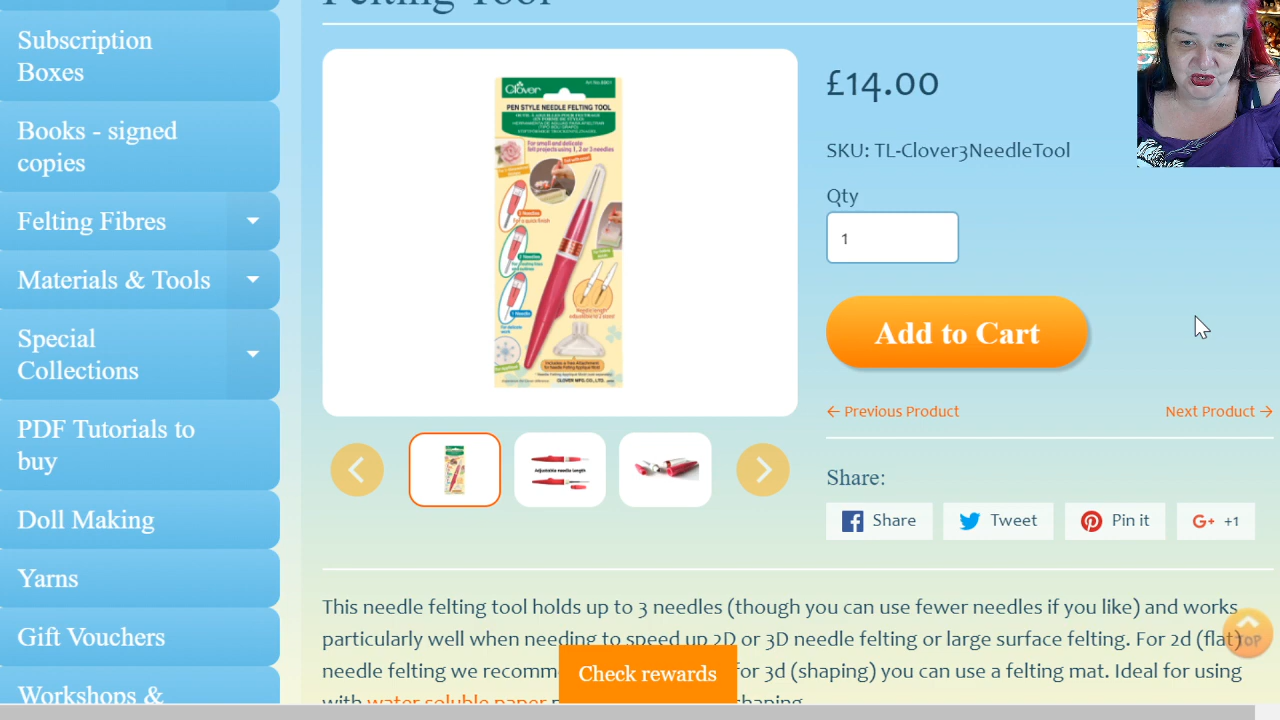 Felting Tool
Subscription
Boxes
Books - signed
copies
Felting Fibres
Materials & Tools
Special
Collections
PDF Tutorials to
buy
Doll Making
Yarns
Gift Vouchers
Workshops &
Clover
PEN STYLE NEEDLE FELTING TOOL
Adjustable needle length
£14.00
SKU: TL-Clover3NeedleTool
Qty
1
Add to Cart
← Previous Product
Next Product →
Share:
Share
Tweet
Pin it
G+ +1
This needle felting tool holds up to 3 needles (though you can use fewer needles if you like) and works
particularly well when needing to speed up 2D or 3D needle felting or large surface felting. For 2d (flat)
needle felting we recomm for 3d (shaping) you can use a felting mat. Ideal for using
with water soluble paper shaping.
Check rewards
TOP